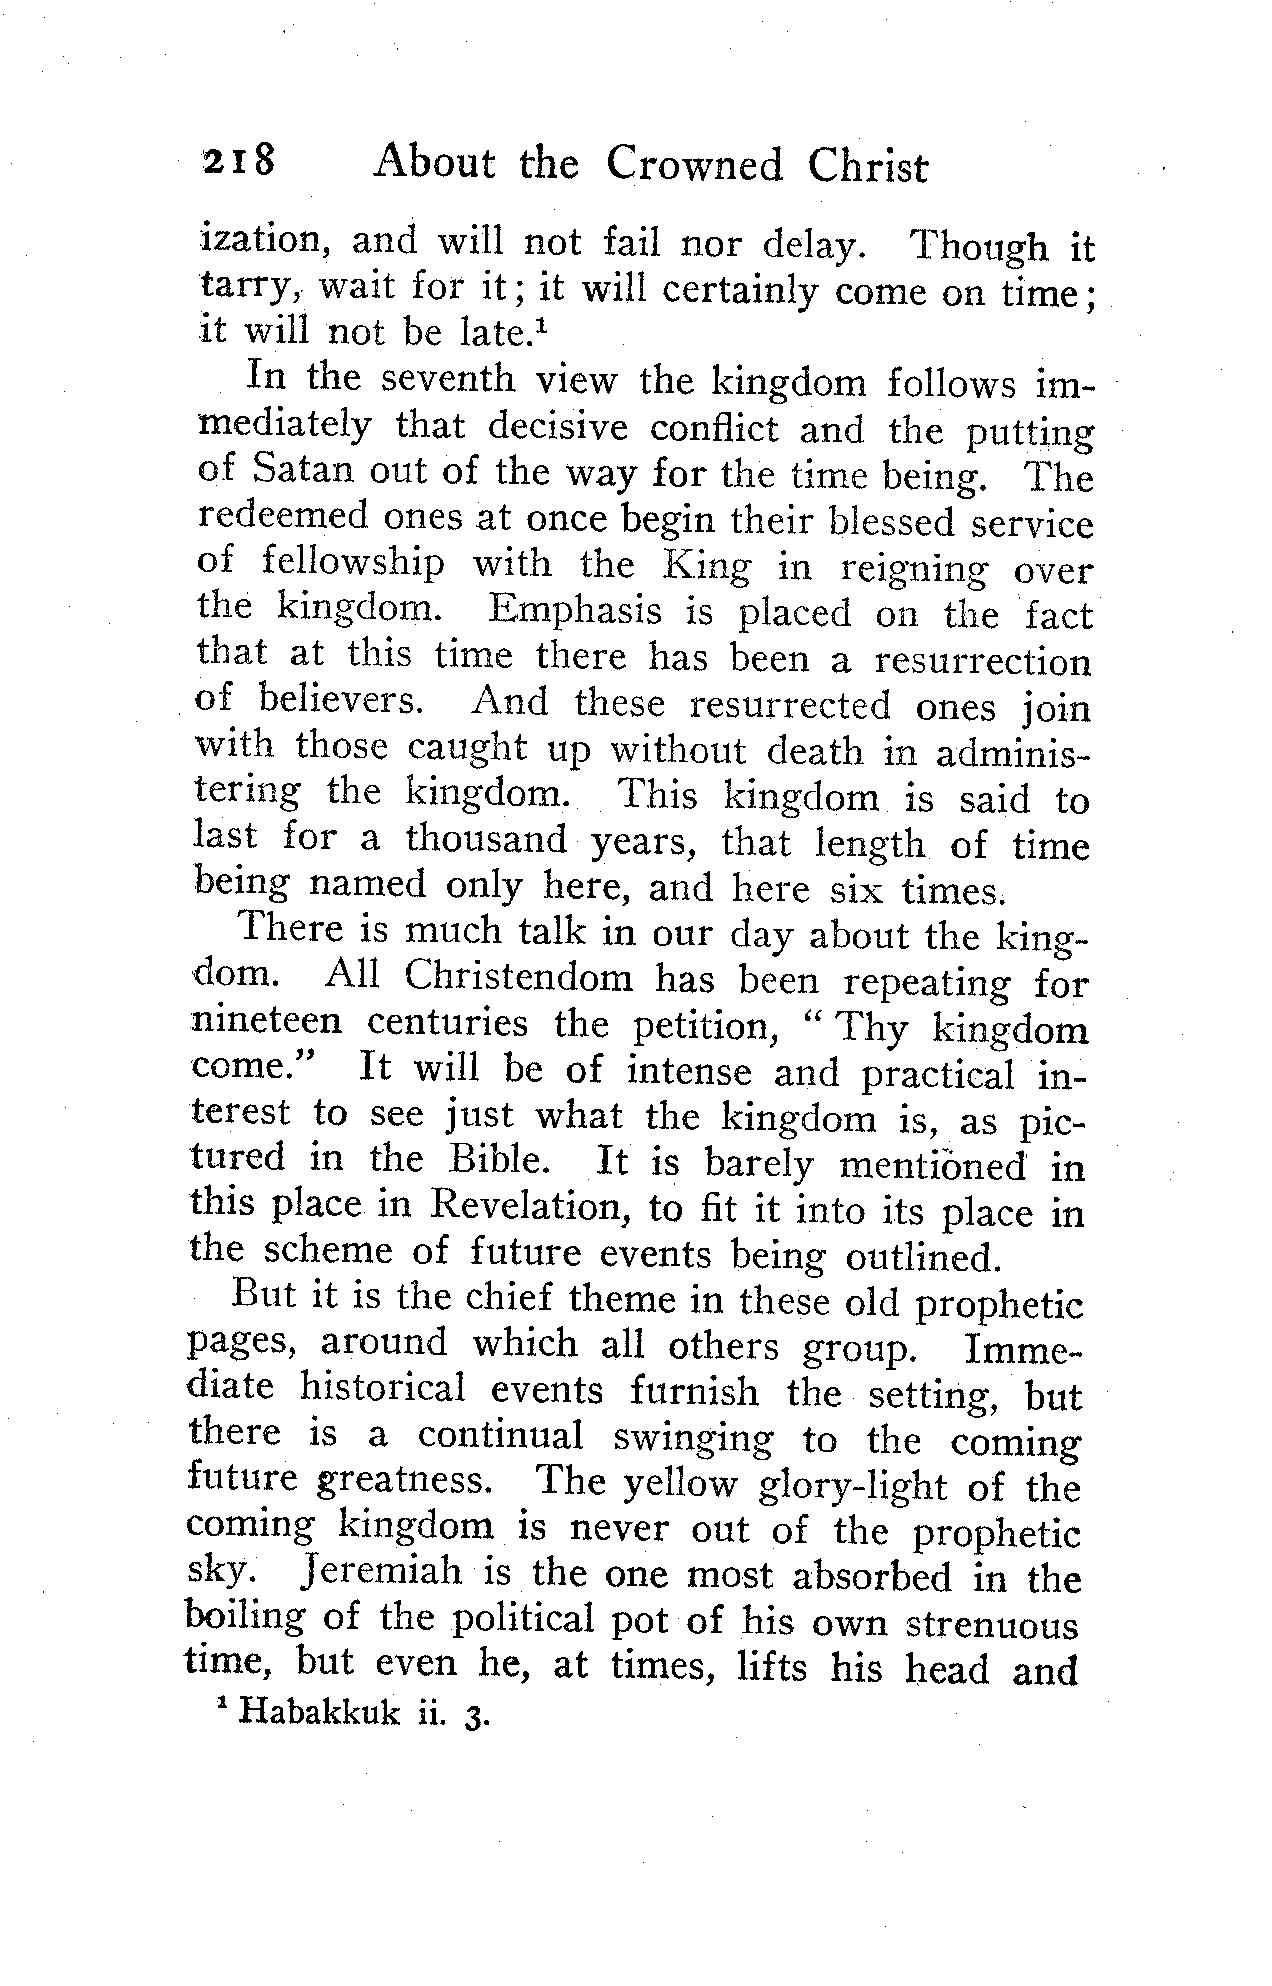 218 About the Crowned Christ
ization, and will not fail nor delay. Though it
tarry, wait for it; it will certainly come on time;
it will not be late.¹
In the seventh view the kingdom follows im-
mediately that decisive conflict and the putting
of Satan out of the way for the time being. The
redeemed ones at once begin their blessed service
of fellowship with the King in reigning over
the kingdom. Emphasis is placed on the fact
that at this time there has been a resurrection
of believers. And these resurrected ones join
with those caught up without death in adminis-
tering the kingdom. This kingdom is said to
last for a thousand years, that length of time
being named only here, and here six times.
There is much talk in our day about the king-
dom. All Christendom has been repeating for
nineteen centuries the petition, “ Thy kingdom
come.” It will be of intense and practical in-
terest to see just what the kingdom is, as pic-
tured in the Bible. It is barely mentioned in
this place in Revelation, to fit it into its place in
the scheme of future events being outlined.
But it is the chief theme in these old prophetic
pages, around which all others group. Imme-
diate historical events furnish the setting, but
there is a continual swinging to the coming
future greatness. The yellow glory-light of the
coming kingdom is never out of the prophetic
sky. Jeremiah is the one most absorbed in the
boiling of the political pot of his own strenuous
time, but even he, at times, lifts his head and
¹ Habakkuk ii. 3.